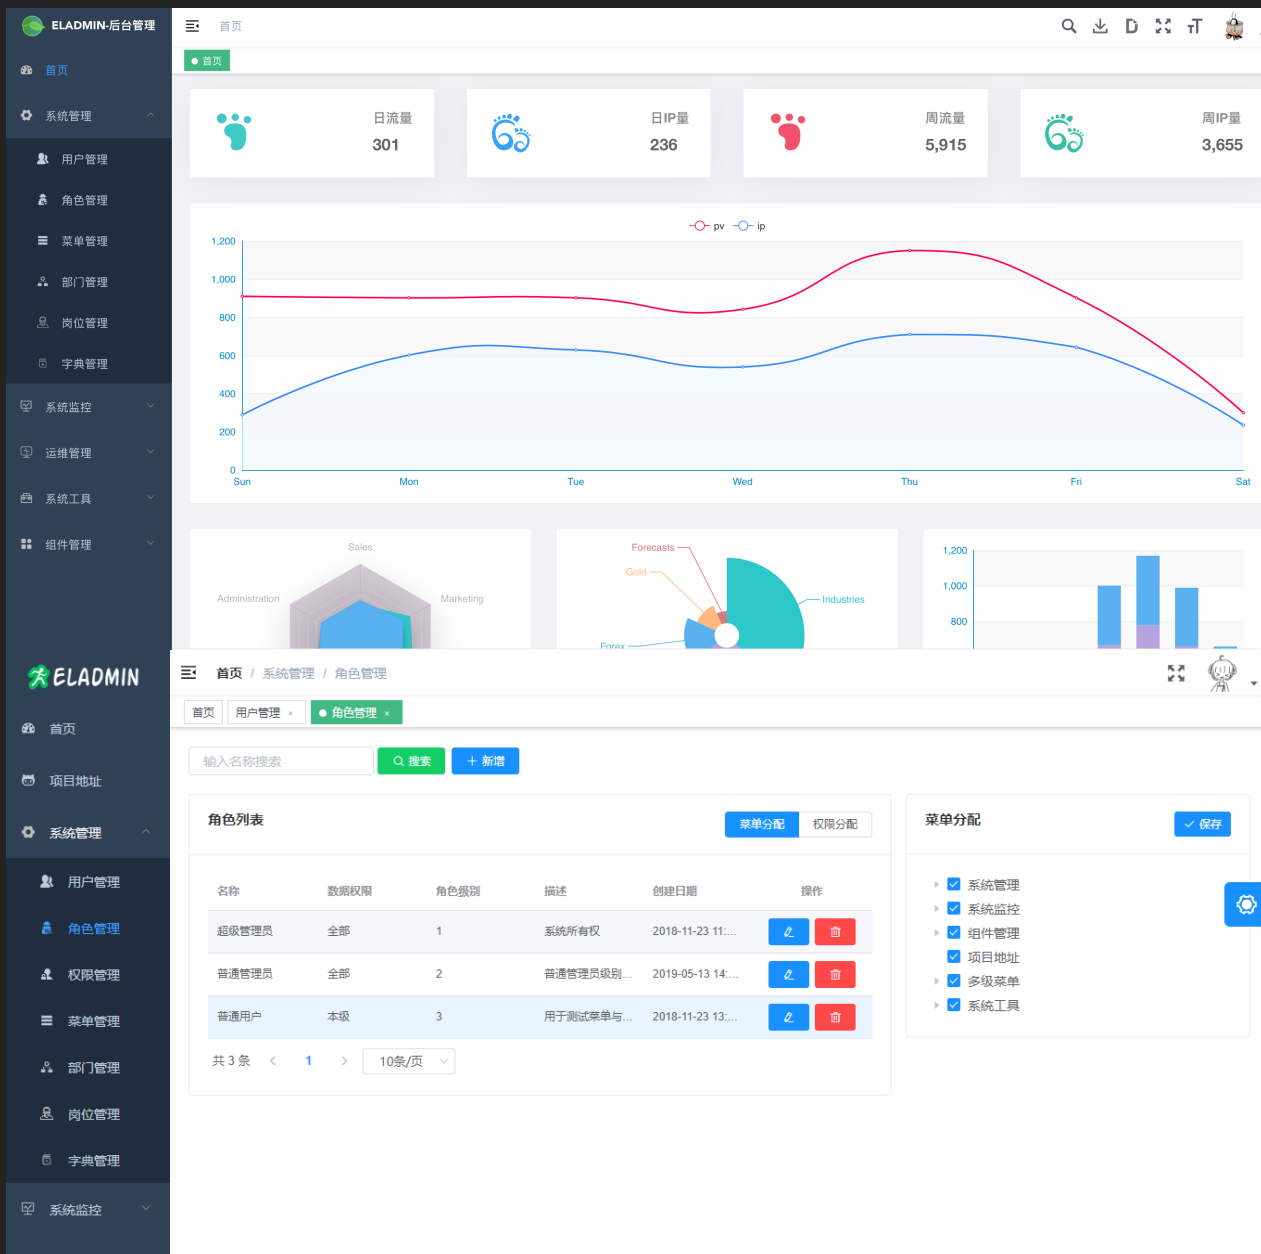 ELADMIN-后台管理
首页
首页
系统管理
用户管理
角色管理
菜单管理
部门管理
岗位管理
字典管理
系统监控
运维管理
系统工具
组件管理
首页
日流量
301
日IP量
236
周流量
5,915
周IP量
3,655
pv
ip
1,200
1,000
800
600
400
200
0
Sun
Mon
Tue
Wed
Thu
Fri
Sat
Sales
Administration
Marketing
Forecasts
Gold
Forex
Industries
1,200
1,000
800
ELADMIN
首页
项目地址
系统管理
用户管理
角色管理
权限管理
菜单管理
部门管理
岗位管理
字典管理
系统监控
首页 / 系统管理 / 角色管理
首页
用户管理 ×
角色管理 ×
输入名称搜索
搜索
新增
角色列表
菜单分配
权限分配
名称 数据权限 角色级别 描述 创建日期 操作
超级管理员 全部 1 系统所有权 2018-11-23 11:...
普通管理员 全部 2 普通管理员级别... 2019-05-13 14:...
普通用户 本级 3 用于测试菜单与... 2018-11-23 13:...
共 3 条
1
10条/页
菜单分配
保存
系统管理
系统监控
组件管理
项目地址
多级菜单
系统工具